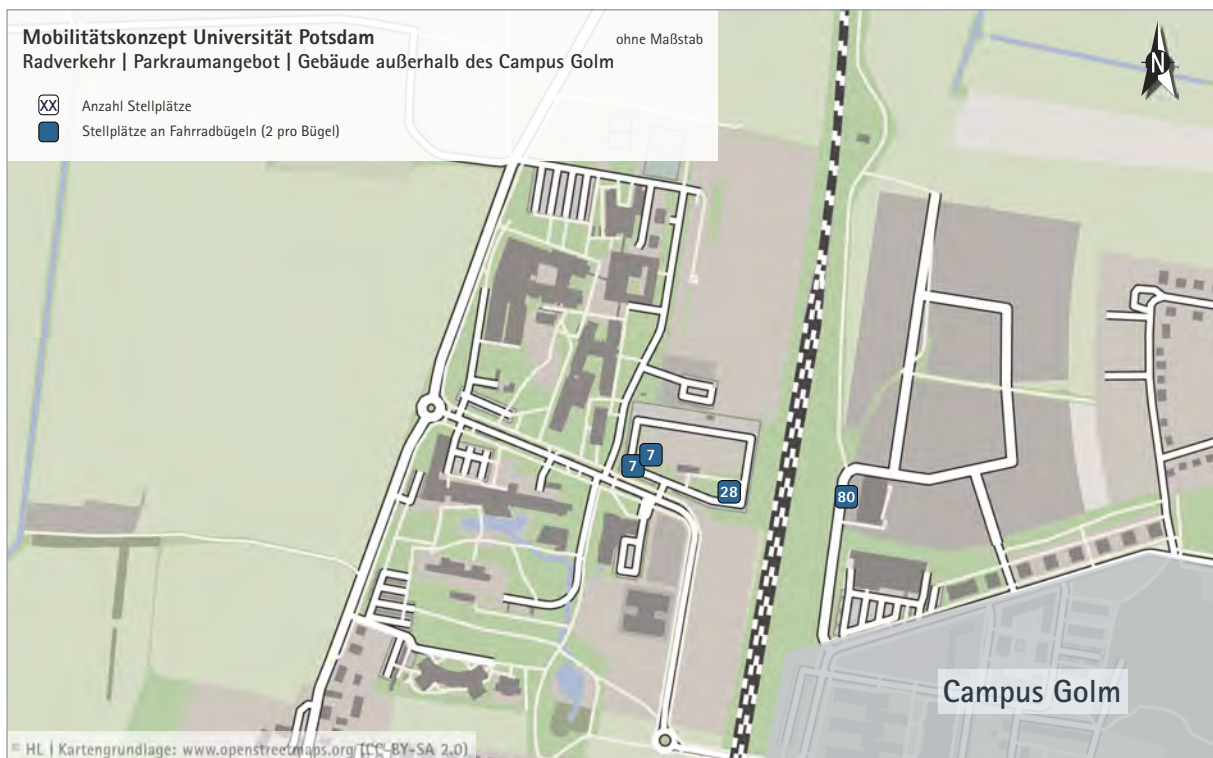 Mobilitätskonzept Universität Potsdam
ohne Maßstab
Radverkehr | Parkraumangebot | Gebäude außerhalb des Campus Golm
XX Anzahl Stellplätze
Stellplätze an Fahrradbügeln (2 pro Bügel)
N
7
7
28
80
Campus Golm
© HL | Kartengrundlage: www.openstreetmaps.org (CC-BY-SA 2.0)